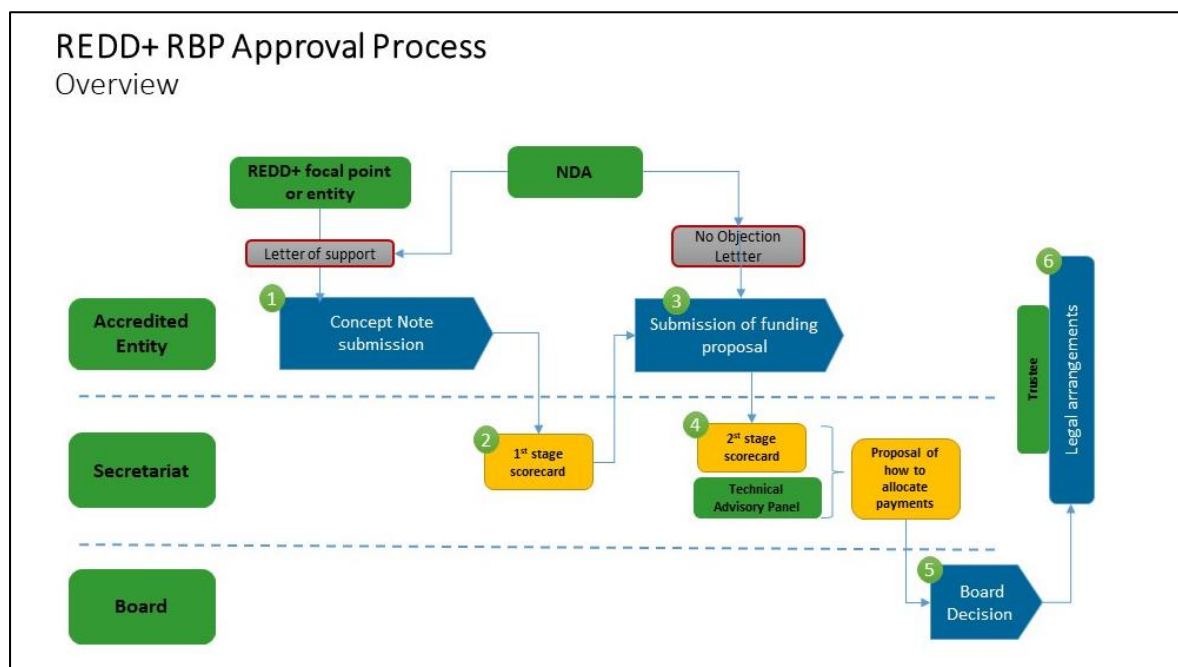 REDD+ RBP Approval Process
Overview
REDD+ focal point
or entity
NDA
Letter of support
No Objection
Lettter
6
1
3
Accredited
Entity
Concept Note
submission
Submission of funding
proposal
Trustee
Legal arrangements
2
4
Secretariat
1st stage
scorecard
2st stage
scorecard
Technical
Advisory Panel
Proposal of
how to
allocate
payments
5
Board
Board
Decision